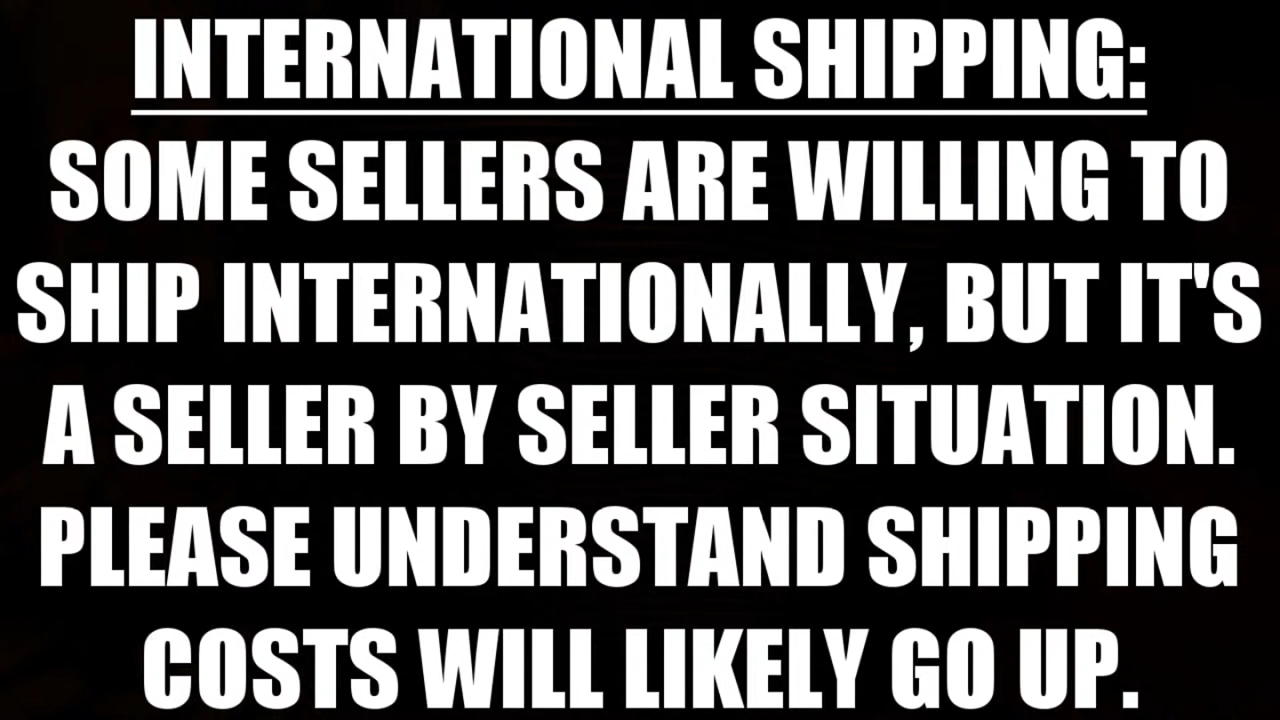 INTERNATIONAL SHIPPING:
SOME SELLERS ARE WILLING TO
SHIP INTERNATIONALLY, BUT IT'S
A SELLER BY SELLER SITUATION.
PLEASE UNDERSTAND SHIPPING
COSTS WILL LIKELY GO UP.